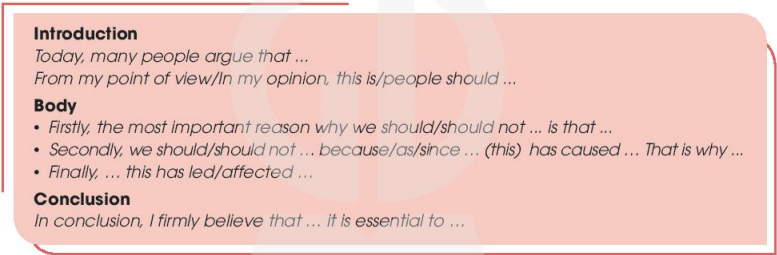 Introduction
Today, many people argue that ...
From my point of view/In my opinion, this is/people should ...
Body
• Firstly, the most important reason why we should/should not ... is that ...
• Secondly, we should/should not ... because/as/since ... (this) has caused ... That is why ...
• Finally, ... this has led/affected ...
Conclusion
In conclusion, I firmly believe that ... it is essential to ...